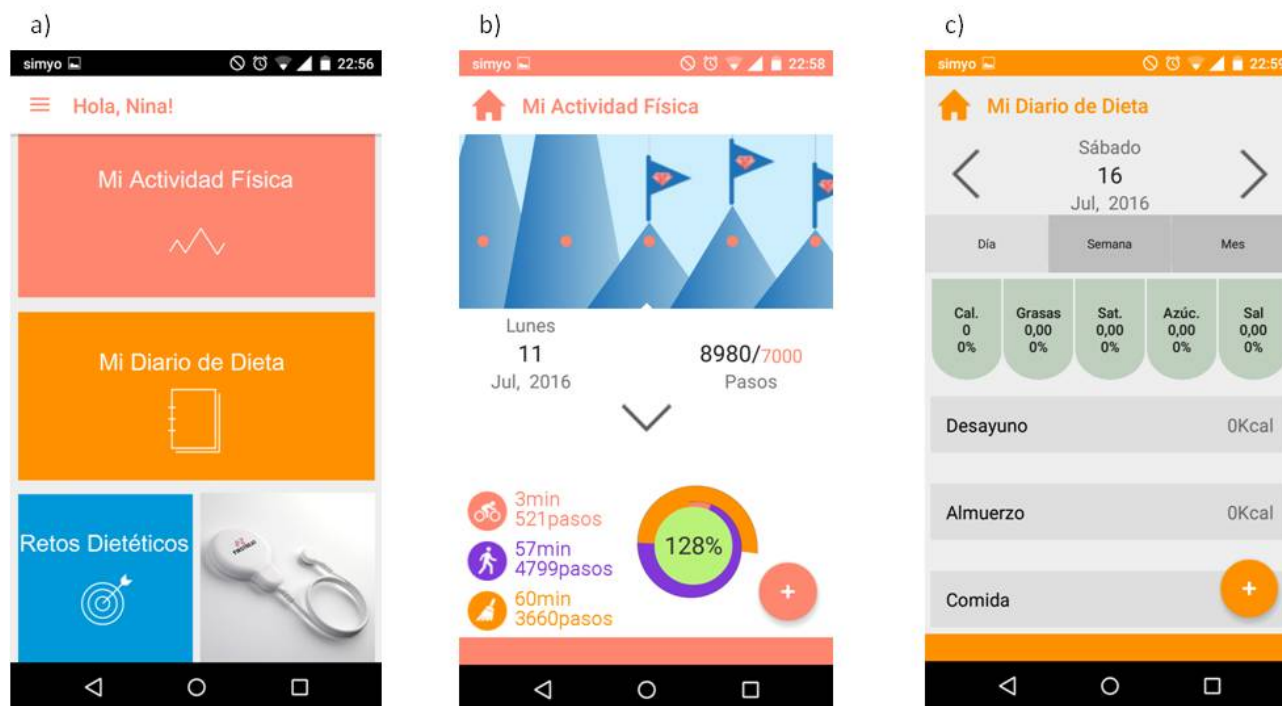 a)
simyo
22:56
Hola, Nina!
Mi Actividad Física
Mi Diario de Dieta
Retos Dietéticos
b)
simyo
22:58
Mi Actividad Física
Lunes
11
Jul, 2016
8980/7000
Pasos
3min
521pasos
57min
4799pasos
60min
3660pasos
128%
+
c)
simyo
22:59
Mi Diario de Dieta
Sábado
16
Jul, 2016
Día
Semana
Mes
Cal.
0
0%
Grasas
0,00
0%
Sat.
0,00
0%
Azúc.
0,00
0%
Sal
0,00
0%
Desayuno
0Kcal
Almuerzo
0Kcal
Comida
+